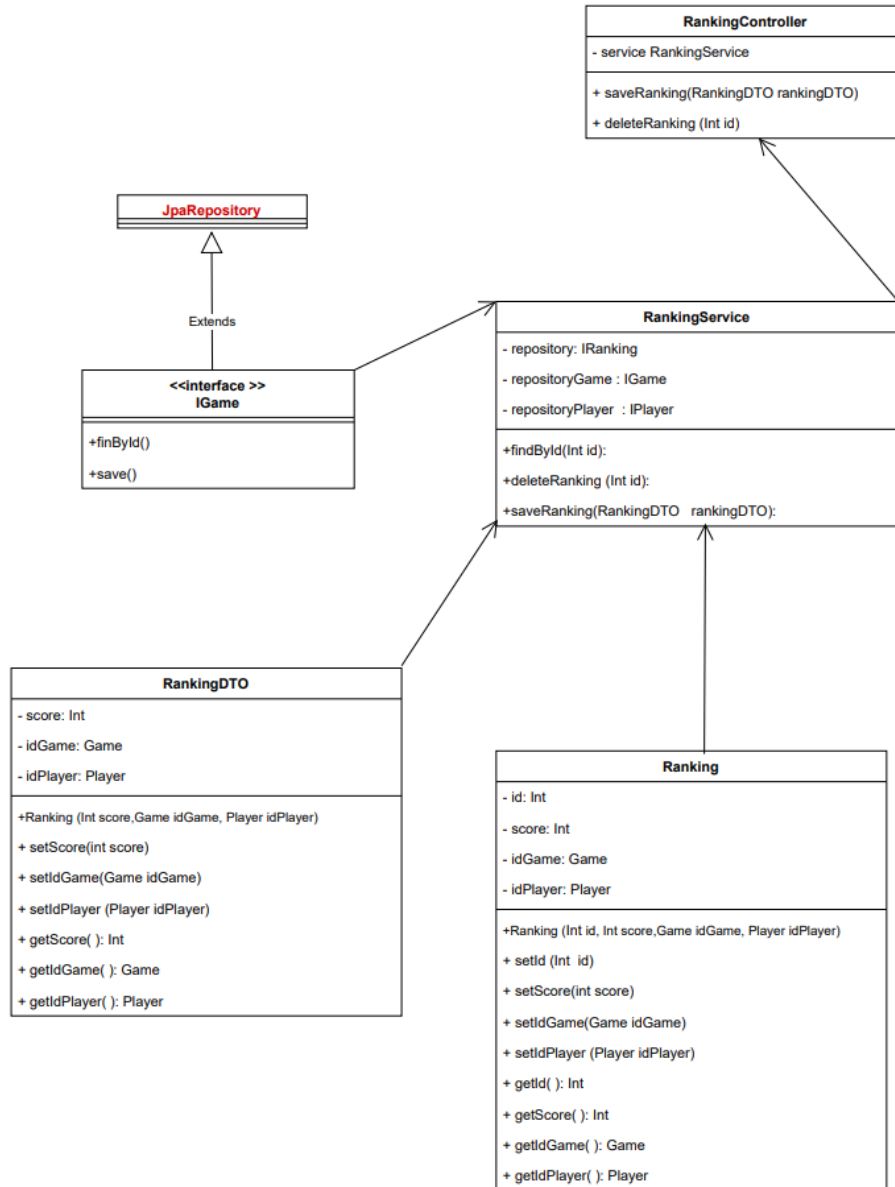 RankingController
- service RankingService
+ saveRanking(RankingDTO rankingDTO)
+ deleteRanking (Int id)
JpaRepository
Extends
<<interface >>
IGame
+finById()
+save()
RankingService
- repository: IRanking
- repositoryGame : IGame
- repositoryPlayer : IPlayer
+findById(Int id):
+deleteRanking (Int id):
+saveRanking(RankingDTO rankingDTO):
RankingDTO
- score: Int
- idGame: Game
- idPlayer: Player
+Ranking (Int score,Game idGame, Player idPlayer)
+ setScore(int score)
+ setIdGame(Game idGame)
+ setIdPlayer (Player idPlayer)
+ getScore( ): Int
+ getIdGame( ): Game
+ getIdPlayer( ): Player
Ranking
- id: Int
- score: Int
- idGame: Game
- idPlayer: Player
+Ranking (Int id, Int score,Game idGame, Player idPlayer)
+ setId (Int id)
+ setScore(int score)
+ setIdGame(Game idGame)
+ setIdPlayer (Player idPlayer)
+ getId( ): Int
+ getScore( ): Int
+ getIdGame( ): Game
+ getIdPlayer( ): Player